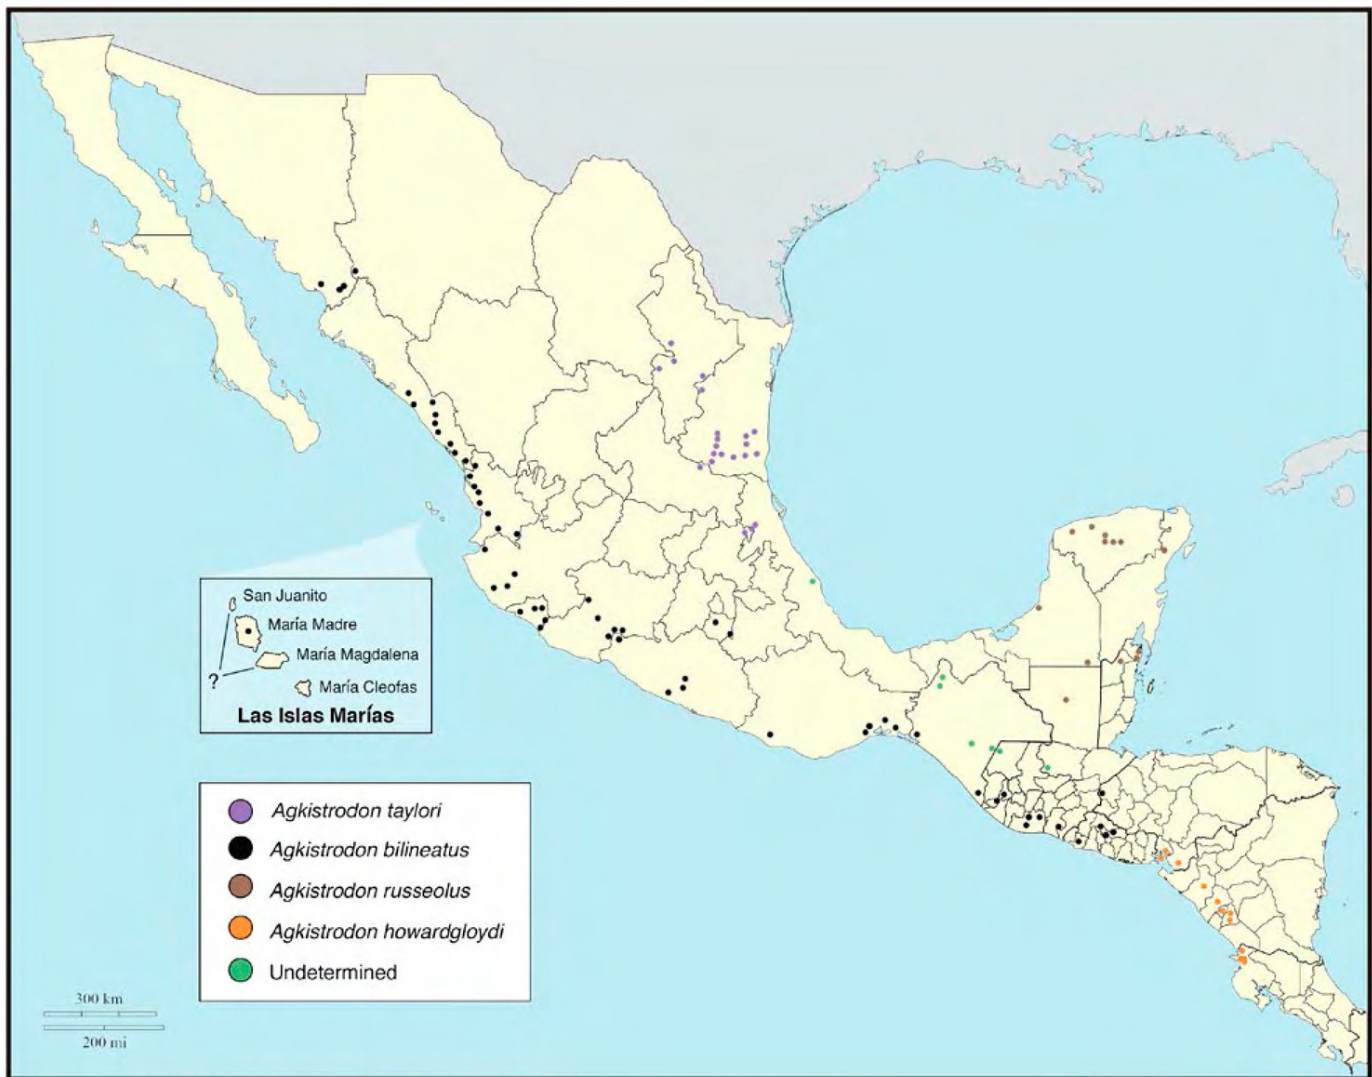 San Juanito
María Madre
María Magdalena
?
María Cleofas
Las Islas Marías
Agkistrodon taylori
Agkistrodon bilineatus
Agkistrodon russeolus
Agkistrodon howardgloydi
Undetermined
300 km
200 mi